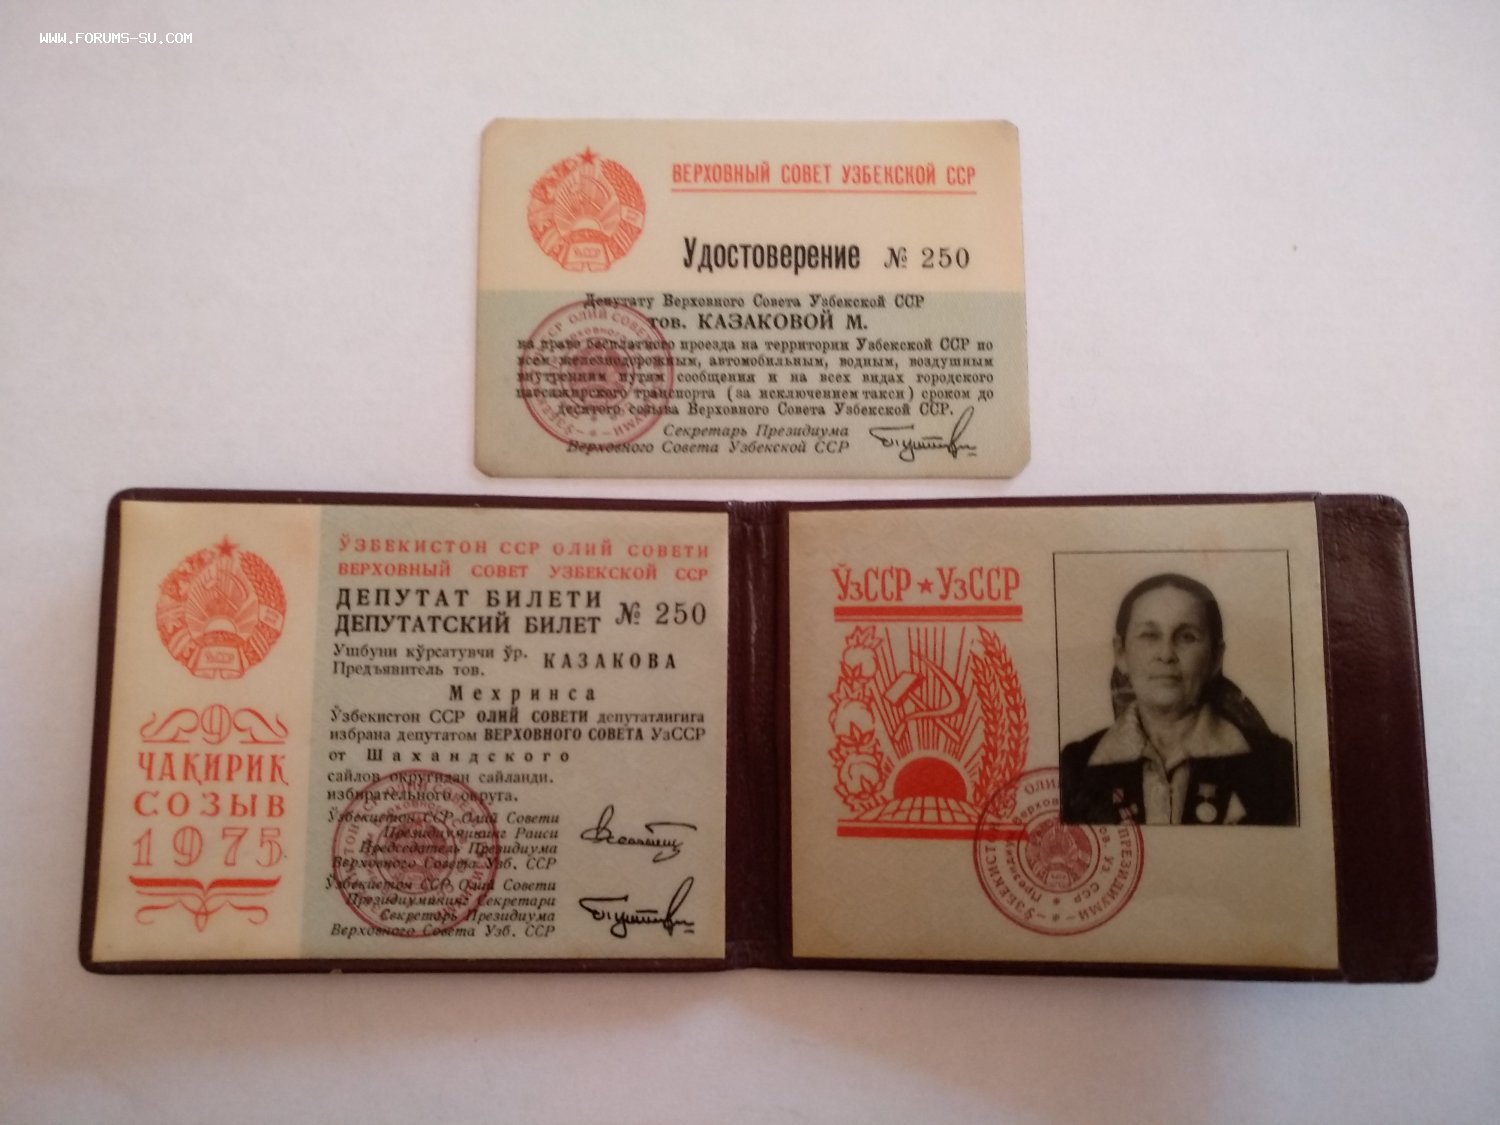 WWW.FORUMS-SU.COM
ВЕРХОВНЫЙ СОВЕТ УЗБЕКСКОЙ ССР
Удостоверение № 250
Депутату Верховного Совета Узбекской ССР
тов. КАЗАКОВОЙ М.
на право бесплатного проезда на территории Узбекской ССР по
всем железнодорожным, автомобильным, водным, воздушным
внутренним путям сообщения и на всех видах городского
пассажирского транспорта (за исключением такси) сроком до
десятого созыва Верховного Совета Узбекской ССР.
Секретарь Президиума
Верховного Совета Узбекской ССР
ЎЗБЕКИСТОН ССР ОЛИЙ СОВЕТИ
ВЕРХОВНЫЙ СОВЕТ УЗБЕКСКОЙ ССР
ДЕПУТАТ БИЛЕТИ
ДЕПУТАТСКИЙ БИЛЕТ № 250
Ушбуни кўрсатувчи ўр.
Предъявитель тов. КАЗАКОВА
Мехринса
Ўзбекистон ССР ОЛИЙ СОВЕТИ депутатлигига
избрана депутатом ВЕРХОВНОГО СОВЕТА УзССР
от Шахандского
сайлов округидан сайланди.
избирательного округа.
Ўзбекистон ССР Олий Совети
Президиумининг Раиси
Председатель Президиума
Верховного Совета Узб. ССР
Ўзбекистон ССР Олий Совети
Президиумининг Секретари
Секретарь Президиума
Верховного Совета Узб. ССР
9
ЧАҚИРИҚ
СОЗЫВ
1975
ЎзССР ★ УзССР